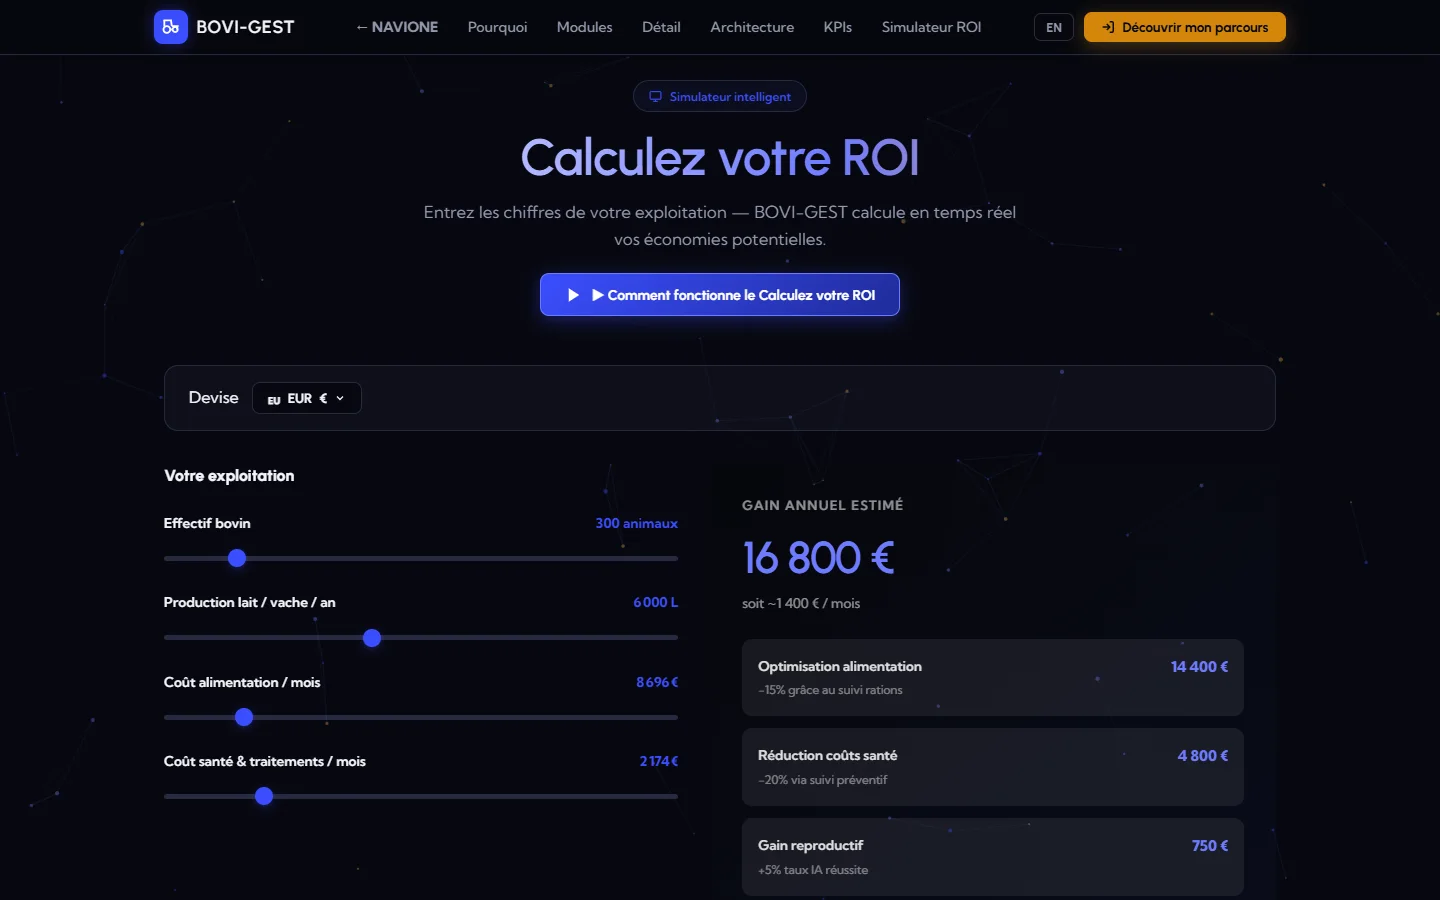 BOVI-GEST
← NAVIONE
Pourquoi
Modules
Détail
Architecture
KPIs
Simulateur ROI
EN
Découvrir mon parcours
Simulateur intelligent
Calculez votre ROI
Entrez les chiffres de votre exploitation — BOVI-GEST calcule en temps réel
vos économies potentielles.
▶ Comment fonctionne le Calculez votre ROI
Devise
EU EUR €
Votre exploitation
Effectif bovin
300 animaux
Production lait / vache / an
6 000 L
Coût alimentation / mois
8 696 €
Coût santé & traitements / mois
2 174 €
GAIN ANNUEL ESTIMÉ
16 800 €
soit ~1 400 € / mois
Optimisation alimentation
14 400 €
-15% grâce au suivi rations
Réduction coûts santé
4 800 €
-20% via suivi préventif
Gain reproductif
750 €
+5% taux IA réussite